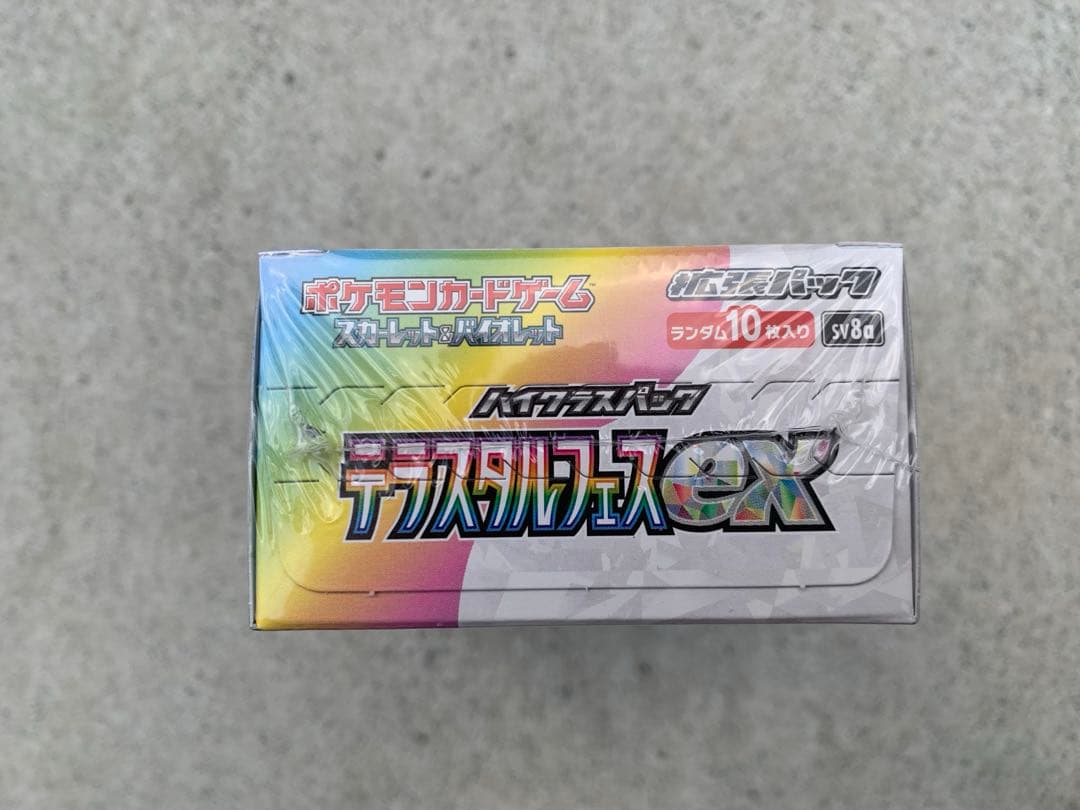 ポケモンカードゲーム™
スカーレット&バイオレット
拡張パック
ランダム10枚入り SV8a
ハイクラスパック
テラスタルフェスex